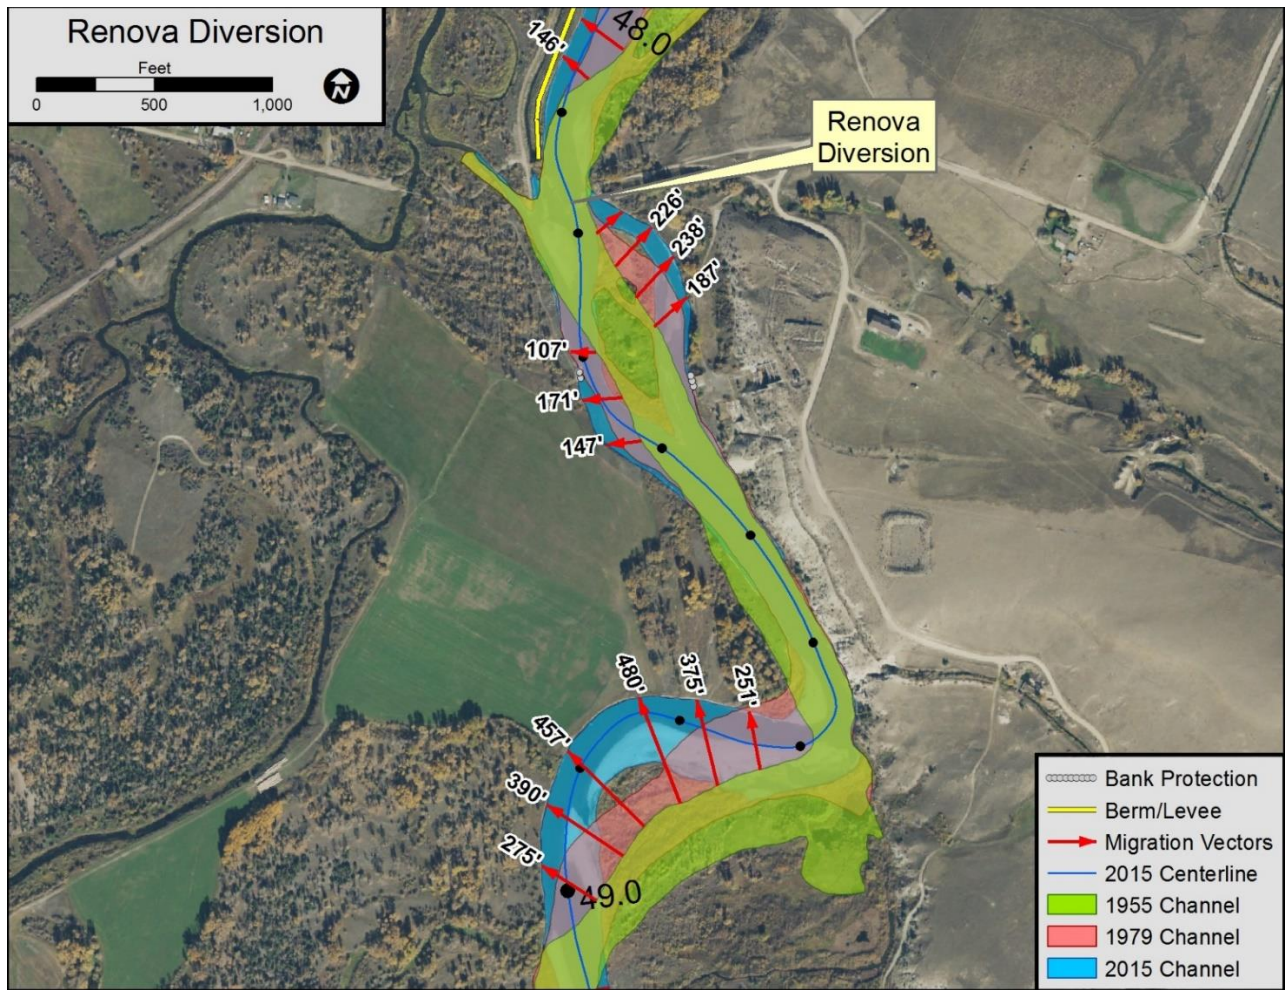 Renova Diversion
Feet
0 500 1,000
N
146'
48.0
Renova
Diversion
226'
238'
187'
107'
171'
147'
480'
375'
251'
457'
390'
275'
49.0
Bank Protection
Berm/Levee
Migration Vectors
2015 Centerline
1955 Channel
1979 Channel
2015 Channel